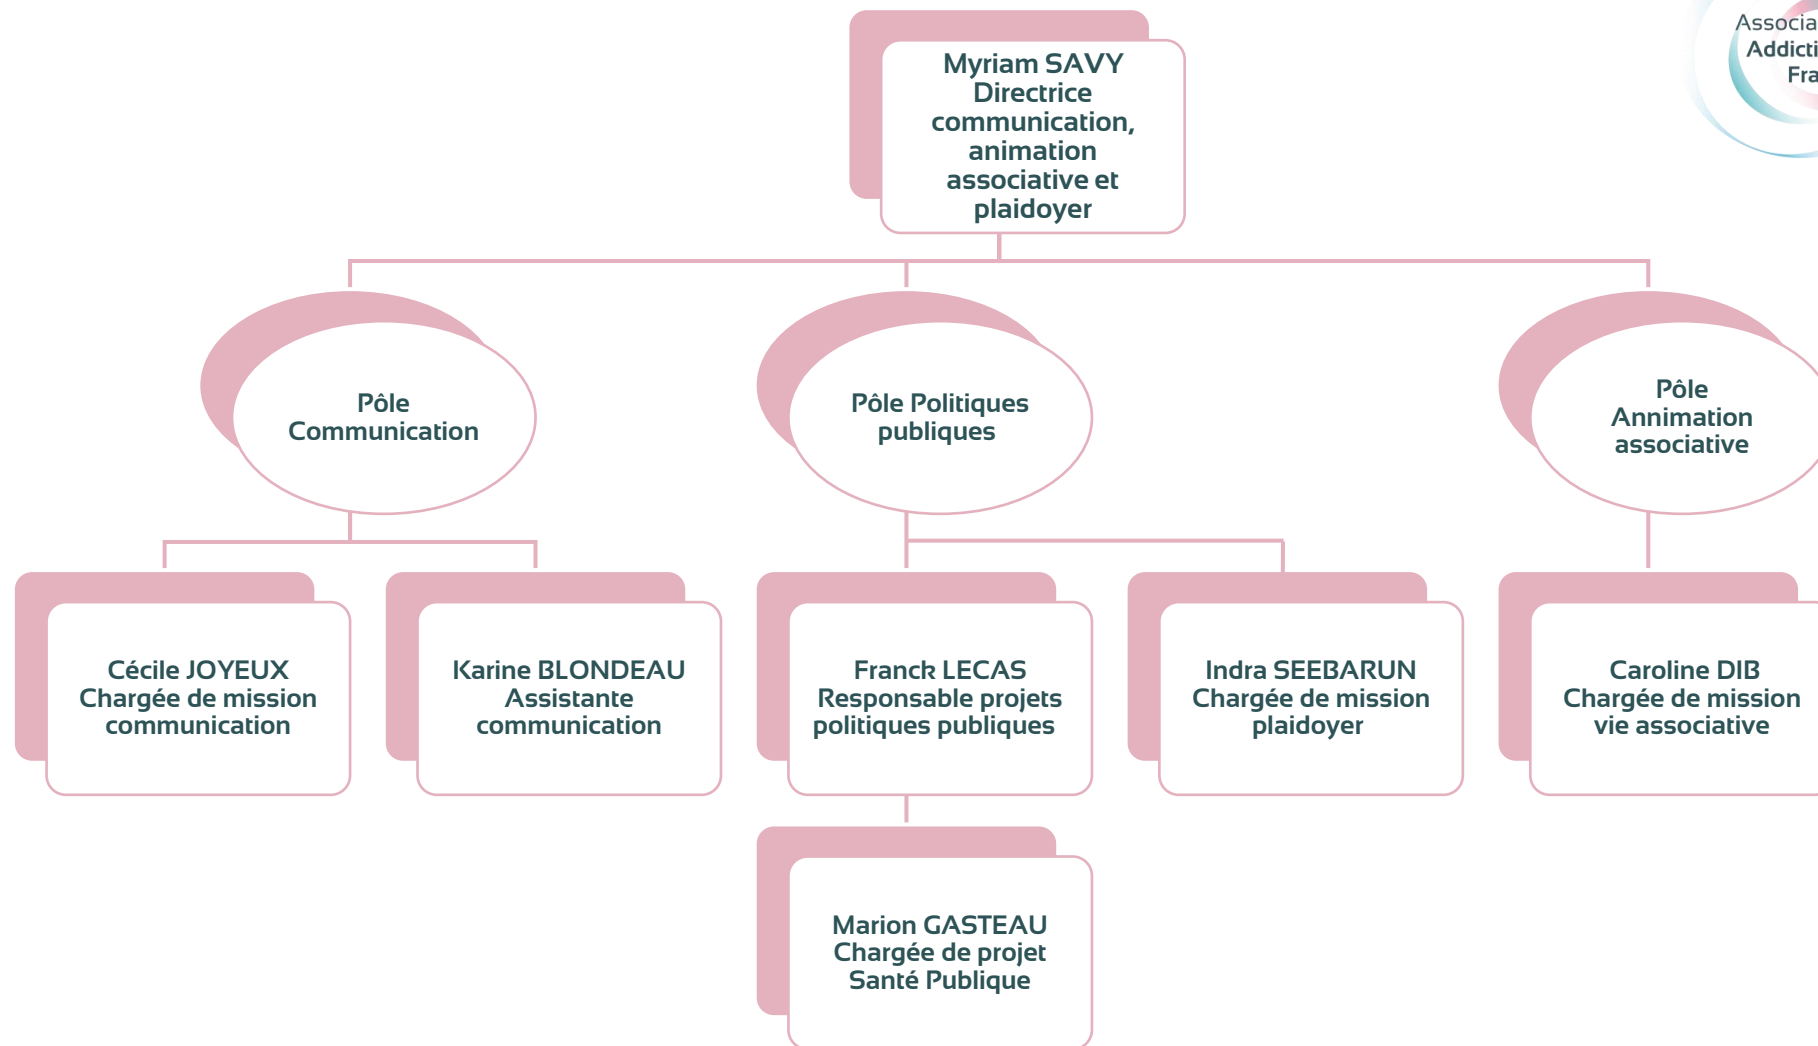 Myriam SAVY
Directrice
communication,
animation
associative et
plaidoyer
Pôle
Communication
Pôle Politiques
publiques
Pôle
Annimation
associative
Cécile JOYEUX
Chargée de mission
communication
Karine BLONDEAU
Assistante
communication
Franck LECAS
Responsable projets
politiques publiques
Indra SEEBARUN
Chargée de mission
plaidoyer
Caroline DIB
Chargée de mission
vie associative
Marion GASTEAU
Chargée de projet
Santé Publique